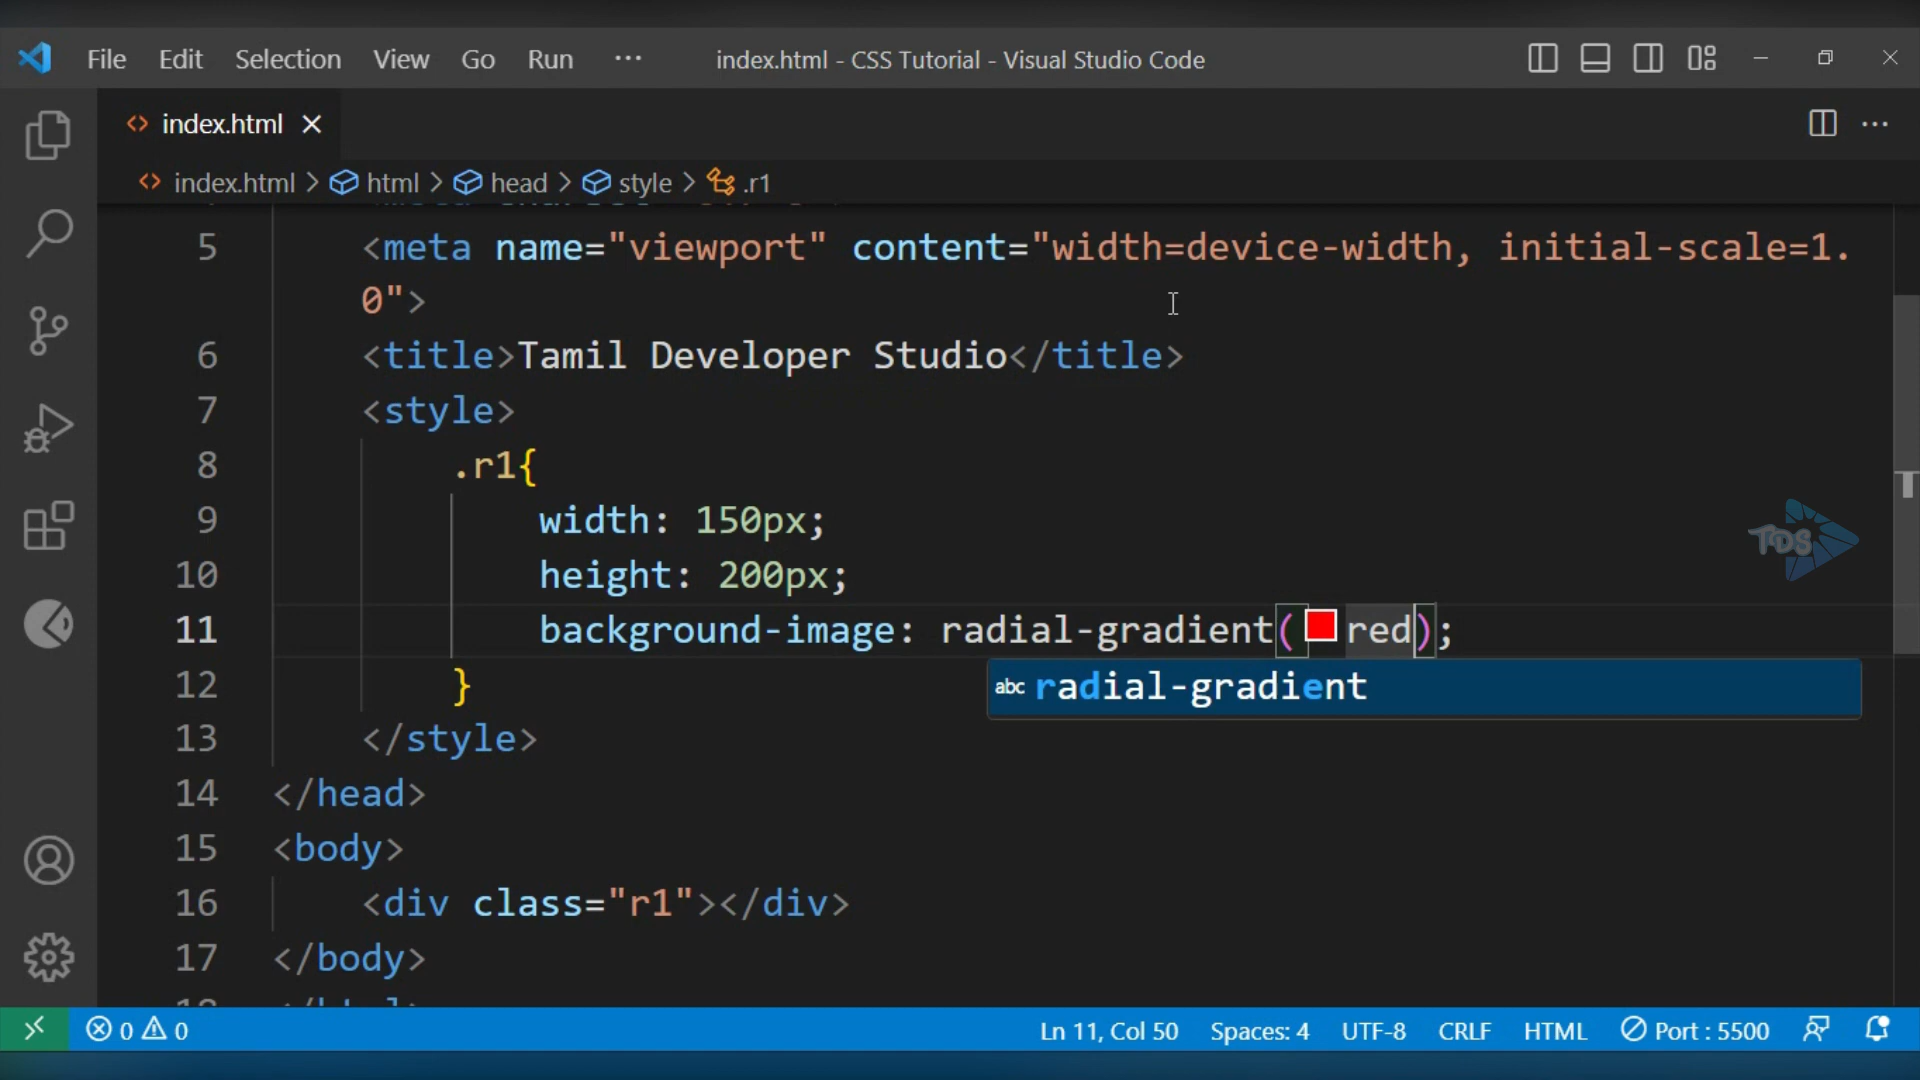 File Edit Selection View Go Run ··· index.html - CSS Tutorial - Visual Studio Code
index.html
index.html > html > head > style > .r1
5 <meta name="viewport" content="width=device-width, initial-scale=1.
0">
6 <title>Tamil Developer Studio</title>
7 <style>
8 .r1{
9 width: 150px;
10 height: 200px;
11 background-image: radial-gradient(red);
abc radial-gradient
12 }
13 </style>
14 </head>
15 <body>
16 <div class="r1"></div>
17 </body>
TDS
0 0 Ln 11, Col 50 Spaces: 4 UTF-8 CRLF HTML Port : 5500